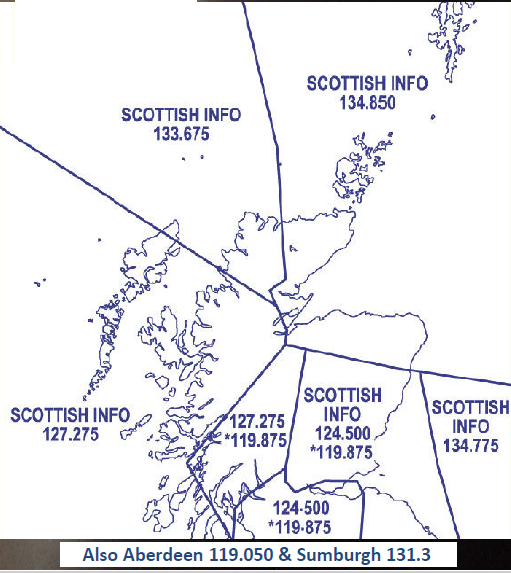 SCOTTISH INFO
134.850
SCOTTISH INFO
133.675
SCOTTISH INFO
127.275
127.275
*119.875
SCOTTISH
INFO
124.500
*119.875
SCOTTISH
INFO
134.775
124·500
*119·875
Also Aberdeen 119.050 & Sumburgh 131.3